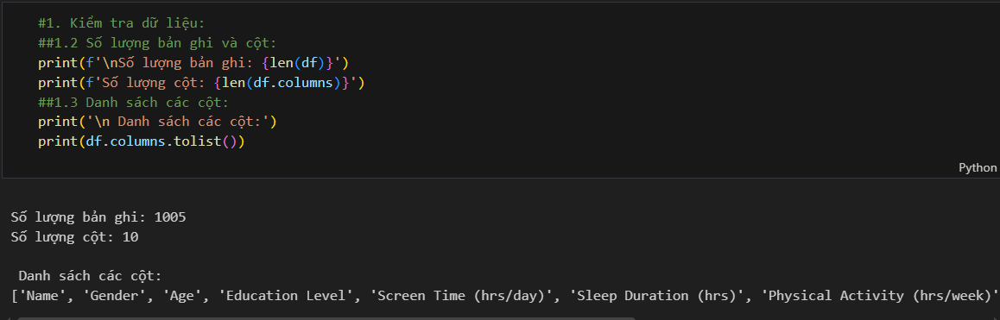 #1. Kiểm tra dữ liệu:
##1.2 Số lượng bản ghi và cột:
print(f'\nSố lượng bản ghi: {len(df)}')
print(f'Số lượng cột: {len(df.columns)}')
##1.3 Danh sách các cột:
print('\n Danh sách các cột:')
print(df.columns.tolist())
Python
Số lượng bản ghi: 1005
Số lượng cột: 10
Danh sách các cột:
['Name', 'Gender', 'Age', 'Education Level', 'Screen Time (hrs/day)', 'Sleep Duration (hrs)', 'Physical Activity (hrs/week)'